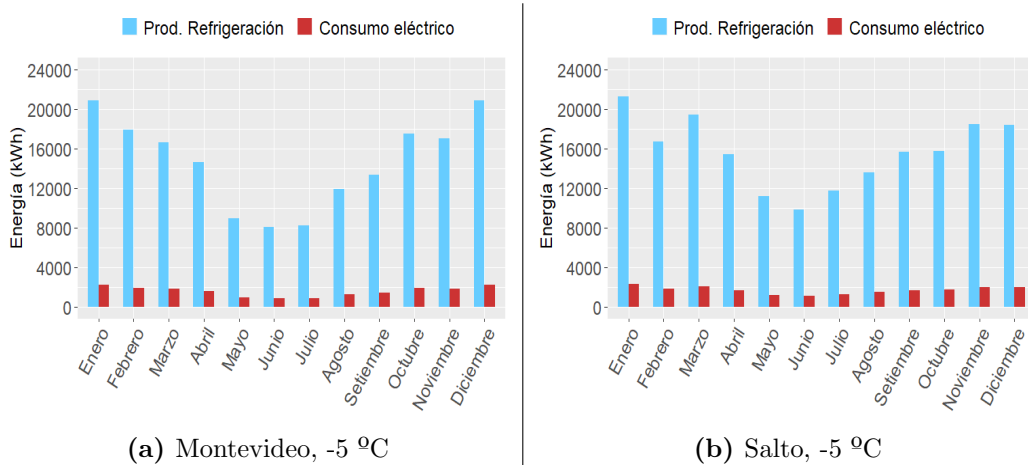 Prod. Refrigeración Consumo eléctrico
Energía (kWh)
24000
20000
16000
12000
8000
4000
0
Enero
Febrero
Marzo
Abril
Mayo
Junio
Julio
Agosto
Setiembre
Octubre
Noviembre
Diciembre
(a) Montevideo, -5 ºC
Prod. Refrigeración Consumo eléctrico
Energía (kWh)
24000
20000
16000
12000
8000
4000
0
Enero
Febrero
Marzo
Abril
Mayo
Junio
Julio
Agosto
Setiembre
Octubre
Noviembre
Diciembre
(b) Salto, -5 ºC